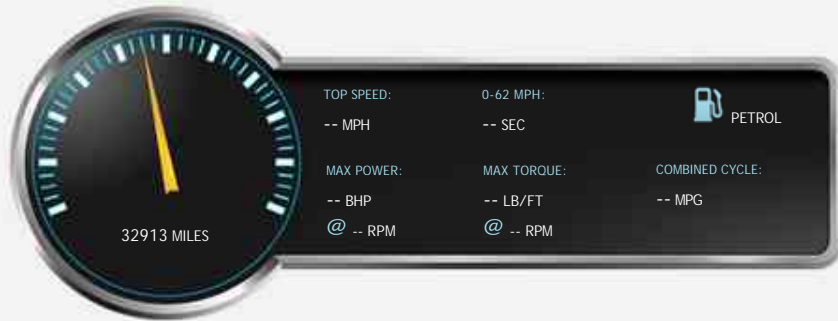 32913 MILES
TOP SPEED:
-- MPH
0-62 MPH:
-- SEC
PETROL
MAX POWER:
-- BHP
@ -- RPM
MAX TORQUE:
-- LB/FT
@ -- RPM
COMBINED CYCLE:
-- MPG